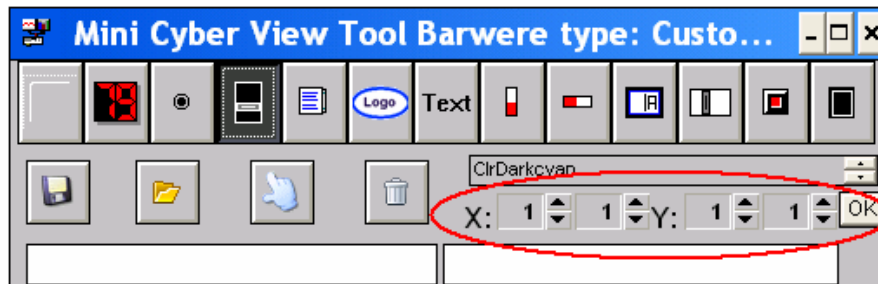 Mini Cyber View Tool Barwere type: Custo...
79 Logo Text A
ClrDarkcyan
X: 1 1 Y: 1 1 OK